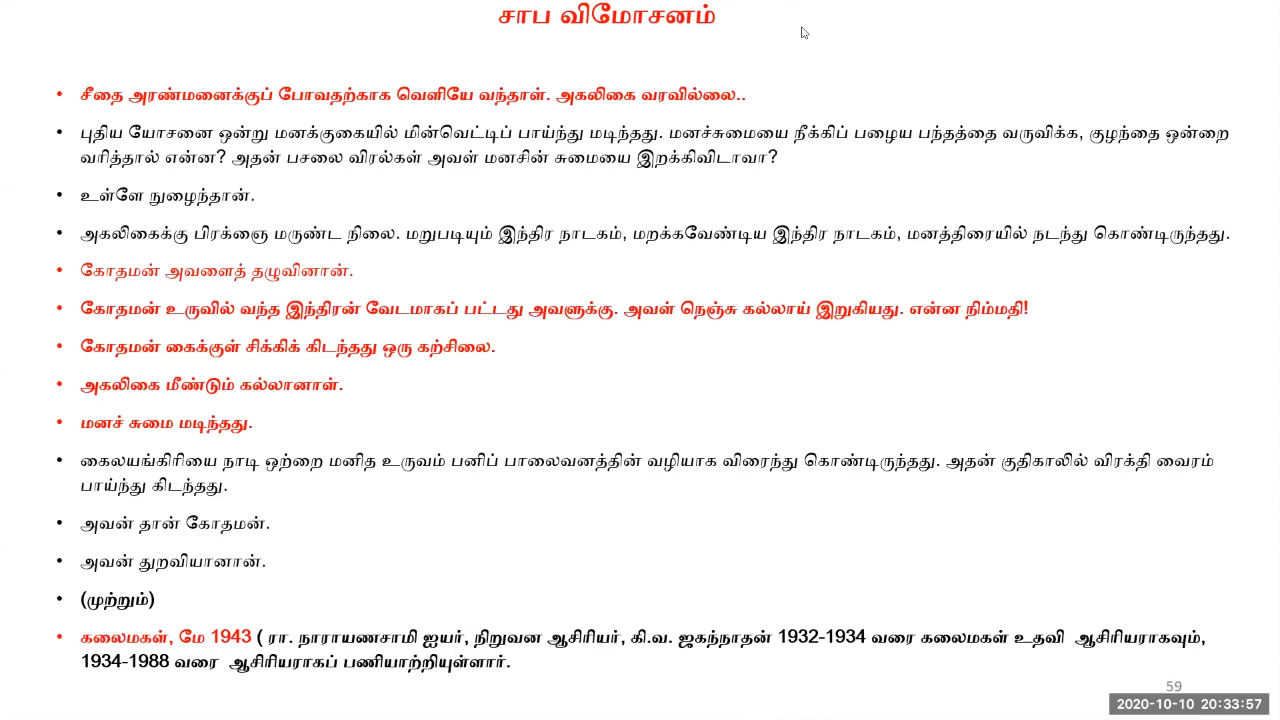 சாப விமோசனம்
• சீதை அரண்மனைக்குப் போவதற்காக வெளியே வந்தாள். அகலிகை வரவில்லை..
• புதிய யோசனை ஒன்று மனக்குகையில் மின்வெட்டிப் பாய்ந்து மடிந்தது. மனச்சுமையை நீக்கிப் பழைய பந்தத்தை வருவிக்க, குழந்தை ஒன்றை
வரித்தால் என்ன? அதன் பசலை விரல்கள் அவள் மனசின் சுமையை இறக்கிவிடாவா?
• உள்ளே நுழைந்தான்.
• அகலிகைக்கு பிரக்ஞை மருண்ட நிலை. மறுபடியும் இந்திர நாடகம், மறக்கவேண்டிய இந்திர நாடகம், மனத்திரையில் நடந்து கொண்டிருந்தது.
• கோதமன் அவளைத் தழுவினான்.
• கோதமன் உருவில் வந்த இந்திரன் வேடமாகப் பட்டது அவளுக்கு. அவள் நெஞ்சு கல்லாய் இறுகியது. என்ன நிம்மதி!
• கோதமன் கைக்குள் சிக்கிக் கிடந்தது ஒரு கற்சிலை.
• அகலிகை மீண்டும் கல்லானாள்.
• மனச் சுமை மடிந்தது.
• கைலயங்கிரியை நாடி ஒற்றை மனித உருவம் பனிப் பாலைவனத்தின் வழியாக விரைந்து கொண்டிருந்தது. அதன் குதிகாலில் விரக்தி வைரம்
பாய்ந்து கிடந்தது.
• அவன் தான் கோதமன்.
• அவன் துறவியானான்.
• (முற்றும்)
• கலைமகள், மே 1943 ( ரா. நாராயணசாமி ஐயர், நிறுவன ஆசிரியர், கி.வ. ஜகந்நாதன் 1932-1934 வரை கலைமகள் உதவி ஆசிரியராகவும்,
1934-1988 வரை ஆசிரியராகப் பணியாற்றியுள்ளார்.
59
2020-10-10 20:33:57